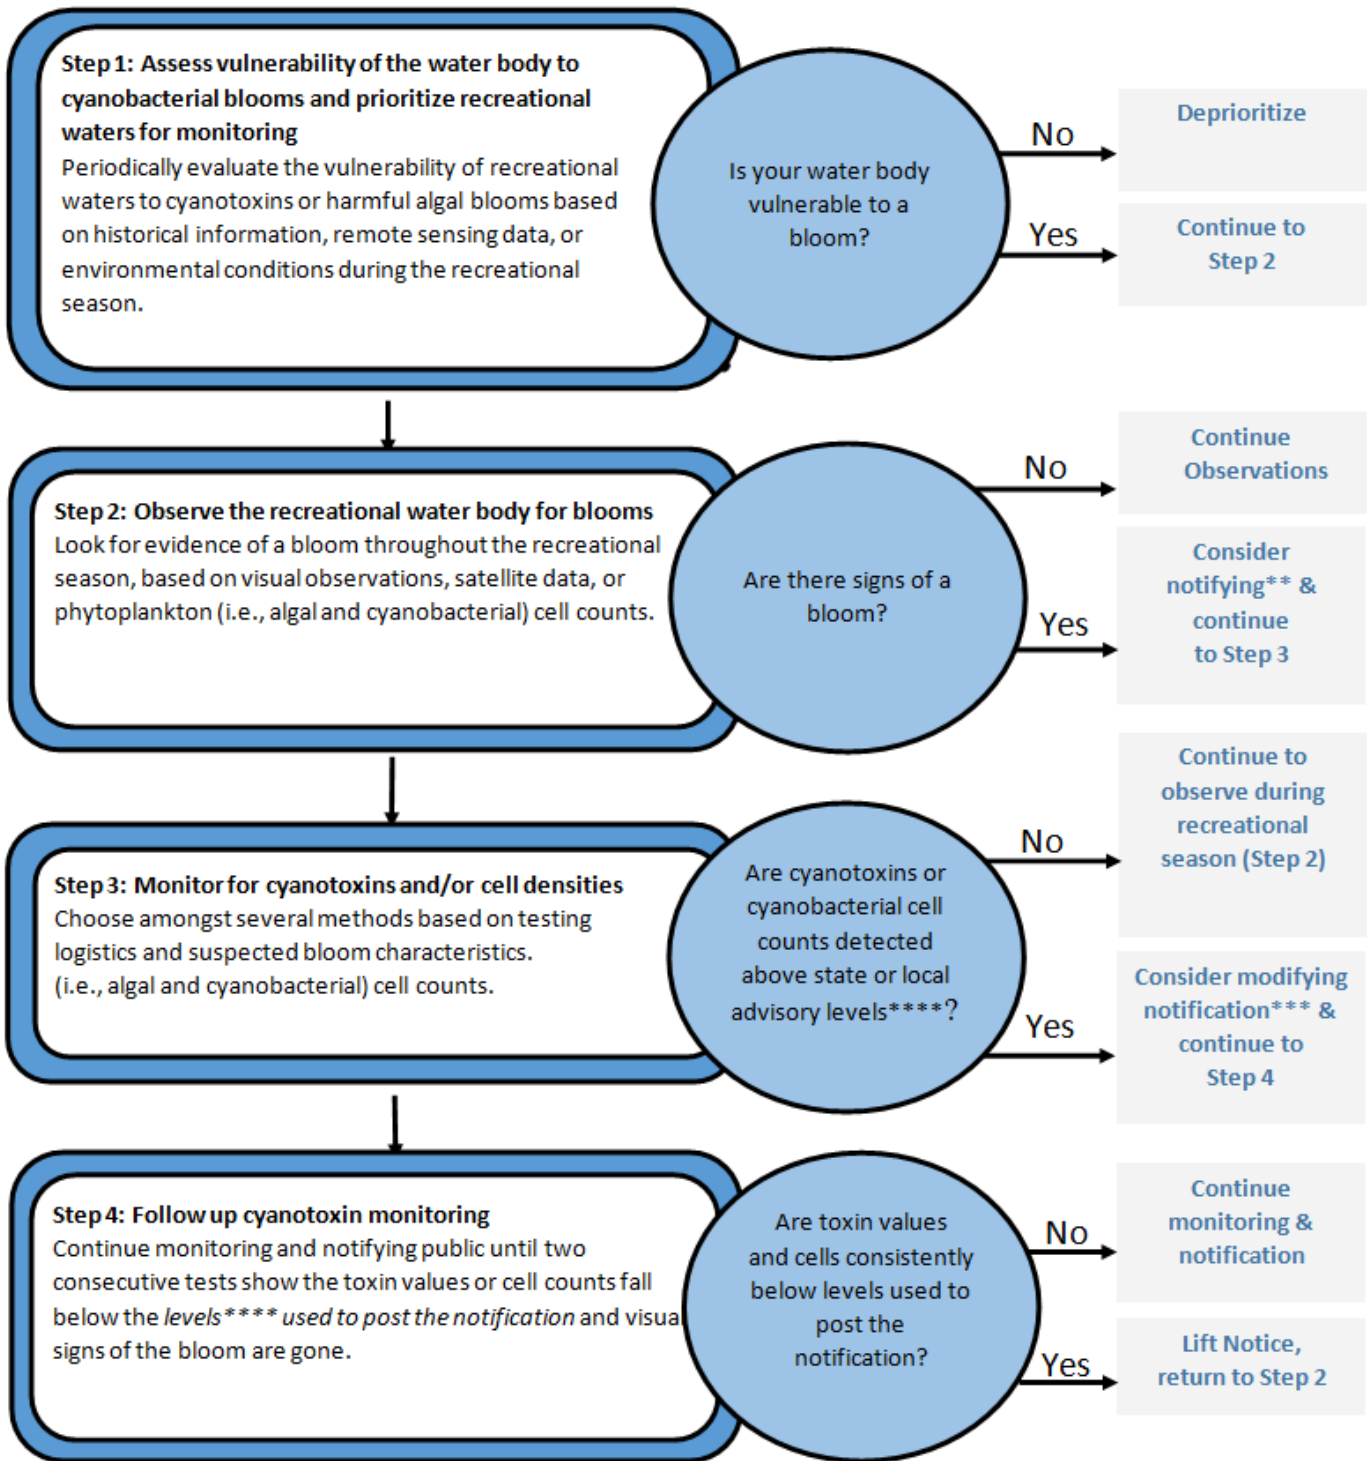 Step 1: Assess vulnerability of the water body to
cyanobacterial blooms and prioritize recreational
waters for monitoring
Periodically evaluate the vulnerability of recreational
waters to cyanotoxins or harmful algal blooms based
on historical information, remote sensing data, or
environmental conditions during the recreational
season.
Is your water body
vulnerable to a
bloom?
No
Deprioritize
Yes
Continue to
Step 2
Step 2: Observe the recreational water body for blooms
Look for evidence of a bloom throughout the recreational
season, based on visual observations, satellite data, or
phytoplankton (i.e., algal and cyanobacterial) cell counts.
Are there signs of a
bloom?
No
Continue
Observations
Yes
Consider
notifying** &
continue
to Step 3
Step 3: Monitor for cyanotoxins and/or cell densities
Choose amongst several methods based on testing
logistics and suspected bloom characteristics.
(i.e., algal and cyanobacterial) cell counts.
Are cyanotoxins or
cyanobacterial cell
counts detected
above state or local
advisory levels****?
No
Continue to
observe during
recreational
season (Step 2)
Yes
Consider modifying
notification*** &
continue to
Step 4
Step 4: Follow up cyanotoxin monitoring
Continue monitoring and notifying public until two
consecutive tests show the toxin values or cell counts fall
below the levels**** used to post the notification and visual
signs of the bloom are gone.
Are toxin values
and cells consistently
below levels used to
post the
notification?
No
Continue
monitoring &
notification
Yes
Lift Notice,
return to Step 2